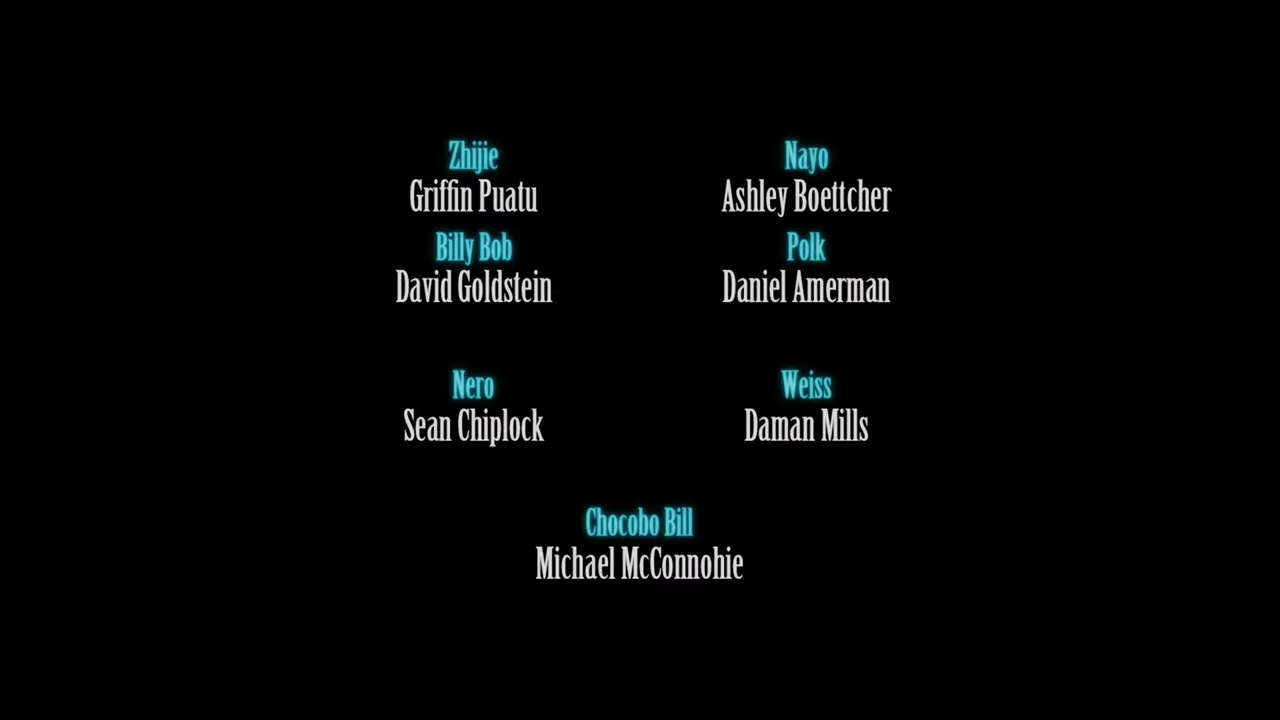 Zhijie
Griffin Puatu
Nayo
Ashley Boettcher
Billy Bob
David Goldstein
Polk
Daniel Amerman
Nero
Sean Chiplock
Weiss
Daman Mills
Chocobo Bill
Michael McConnohie